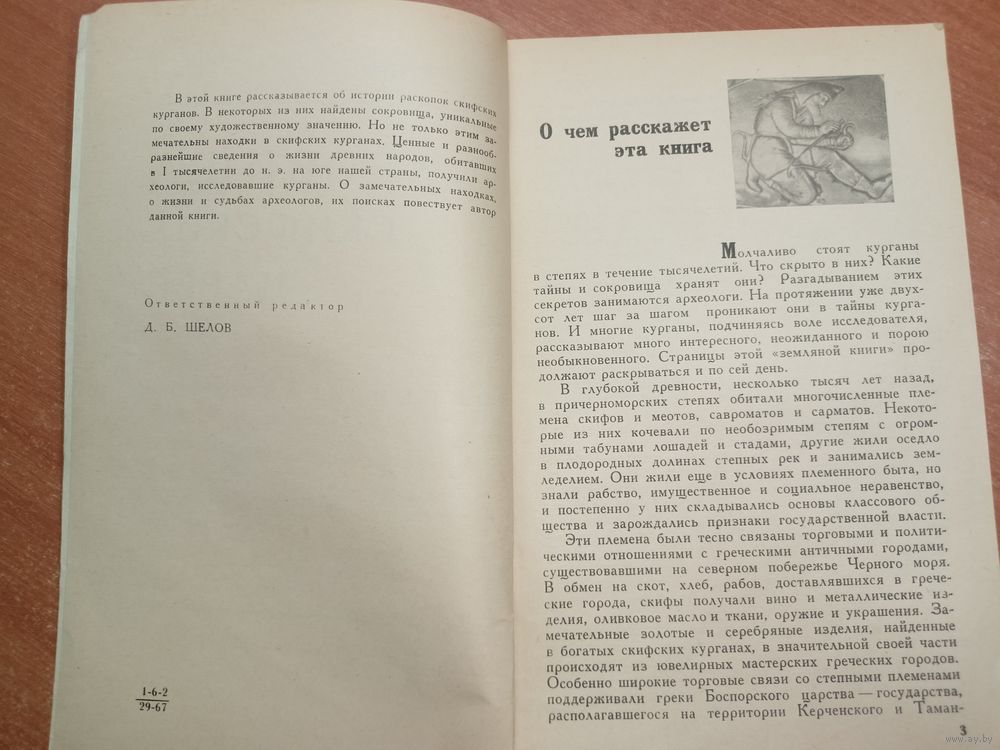 В этой книге рассказывается об истории раскопок скифских
курганов. В некоторых из них найдены сокровища, уникальные
по своему художественному значению. Но не только этим за-
мечательны находки в скифских курганах. Ценные и разнооб-
разнейшие сведения о жизни древних народов, обитавших
в I тысячелетии до н. э. на юге нашей страны, получили ар-
хеологи, исследовавшие курганы. О замечательных находках,
о жизни и судьбах археологов, их поисках повествует автор
данной книги.
Ответственный редактор
Д. Б. ШЕЛОВ
1-6-2
29-67
О чем расскажет
эта книга
Молчаливо стоят курганы
в степях в течение тысячелетий. Что скрыто в них? Какие
тайны и сокровища хранят они? Разгадыванием этих
секретов занимаются археологи. На протяжении уже двух-
сот лет шаг за шагом проникают они в тайны курга-
нов. И многие курганы, подчиняясь воле исследователя,
рассказывают много интересного, неожиданного и порою
необыкновенного. Страницы этой «земляной книги» про-
должают раскрываться и по сей день.
В глубокой древности, несколько тысяч лет назад,
в причерноморских степях обитали многочисленные пле-
мена скифов и меотов, савроматов и сарматов. Некото-
рые из них кочевали по необозримым степям с огром-
ными табунами лошадей и стадами, другие жили оседло
в плодородных долинах степных рек и занимались зем-
леделием. Они жили еще в условиях племенного быта, но
знали рабство, имущественное и социальное неравенство,
и постепенно у них складывались основы классового об-
щества и зарождались признаки государственной власти.
Эти племена были тесно связаны торговыми и полити-
ческими отношениями с греческими античными городами,
существовавшими на северном побережье Черного моря.
В обмен на скот, хлеб, рабов, доставлявшихся в грече-
ские города, скифы получали вино и металлические из-
делия, оливковое масло и ткани, оружие и украшения. За-
мечательные золотые и серебряные изделия, найденные
в богатых скифских курганах, в значительной своей части
происходят из ювелирных мастерских греческих городов.
Особенно широкие торговые связи со степными племенами
поддерживали греки Боспорского царства — государства,
располагавшегося на территории Керченского и Таман-
3
www.ay.by